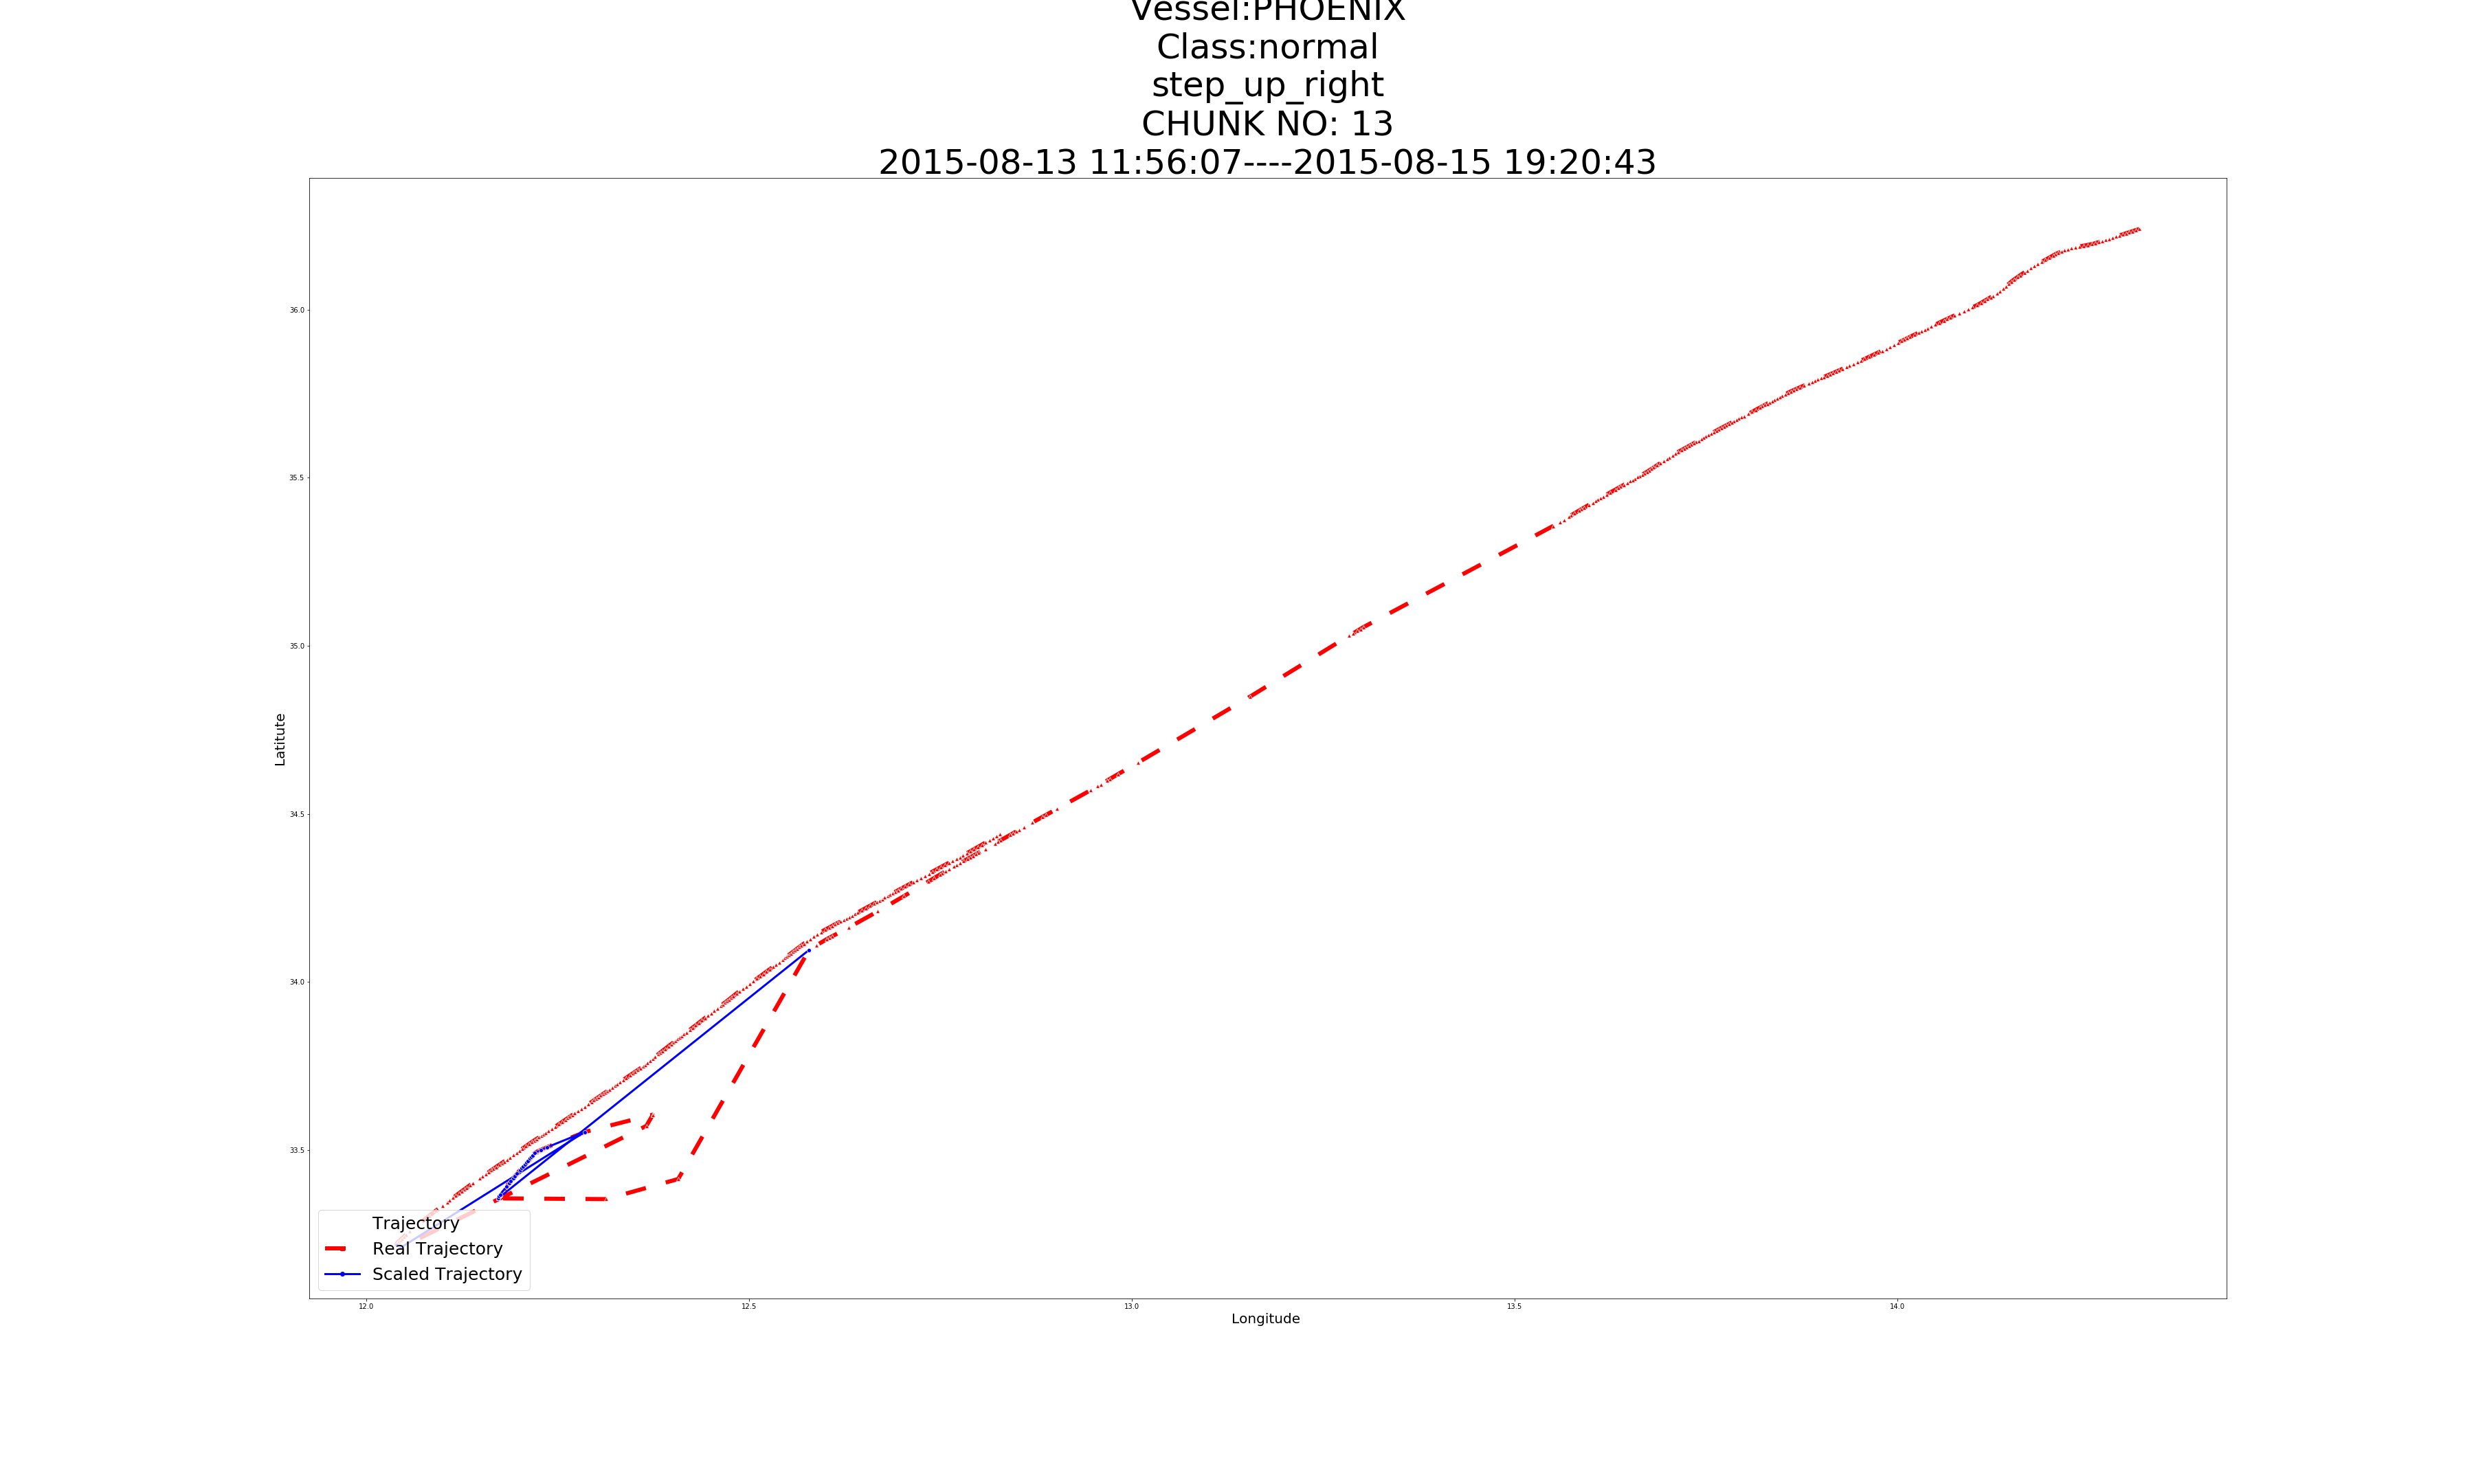 Vessel:PHOENIX
Class:normal
step_up_right
CHUNK NO: 13
2015-08-13 11:56:07----2015-08-15 19:20:43
36.0
35.5
35.0
34.5
34.0
33.5
Latitute
Trajectory
Real Trajectory
Scaled Trajectory
12.0
12.5
13.0
13.5
14.0
Longitude